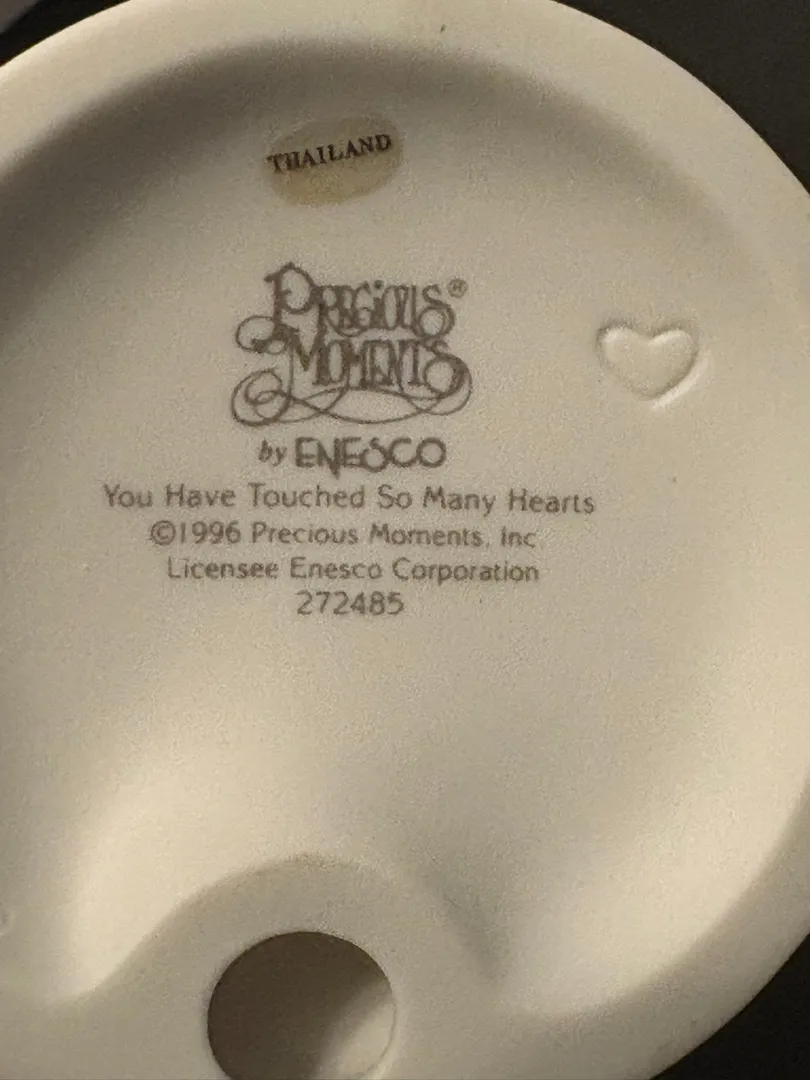 THAILAND
PRECIOUS®
MOMENTS
by ENESCO
You Have Touched So Many Hearts
©1996 Precious Moments, Inc
Licensee Enesco Corporation
272485